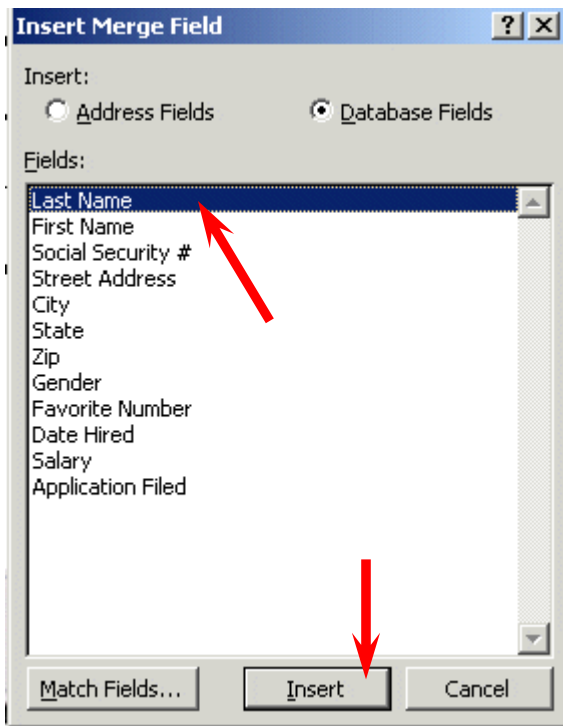 Insert Merge Field
Insert:
Address Fields Database Fields
Fields:
Last Name
First Name
Social Security #
Street Address
City
State
Zip
Gender
Favorite Number
Date Hired
Salary
Application Filed
Match Fields... Insert Cancel